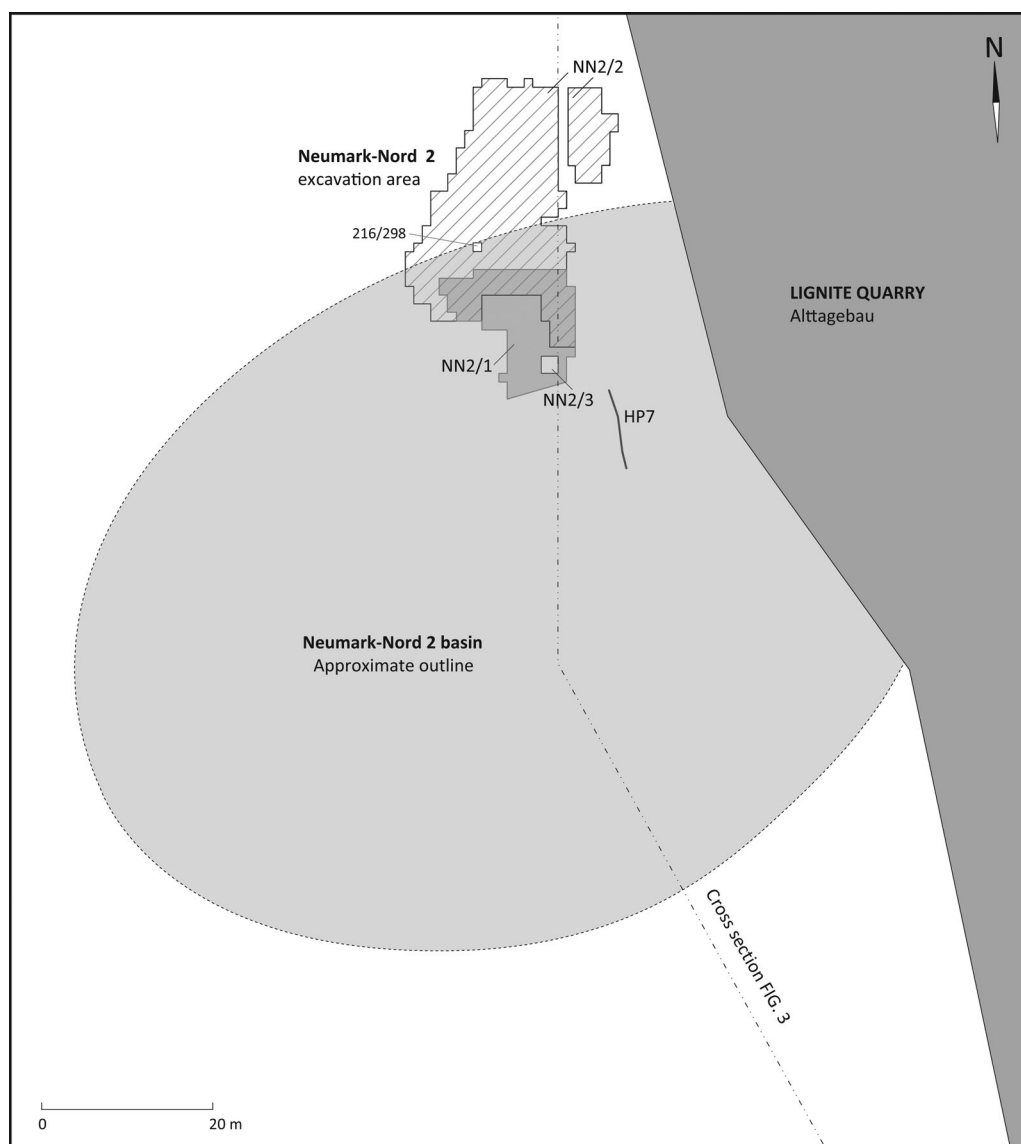 N
NN2/2
Neumark-Nord 2
excavation area
216/298
LIGNITE QUARRY
Alttagebau
NN2/1
NN2/3
HP7
Neumark-Nord 2 basin
Approximate outline
Cross section FIG. 3
0
20 m